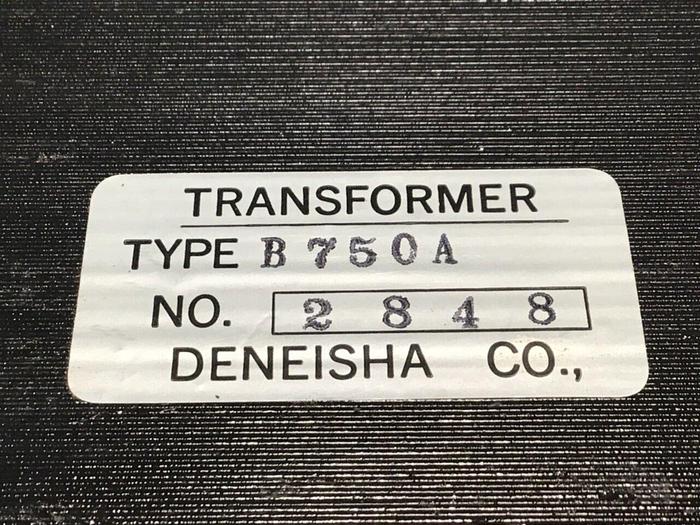 TRANSFORMER
TYPE B750A
NO. 2848
DENEISHA CO.,